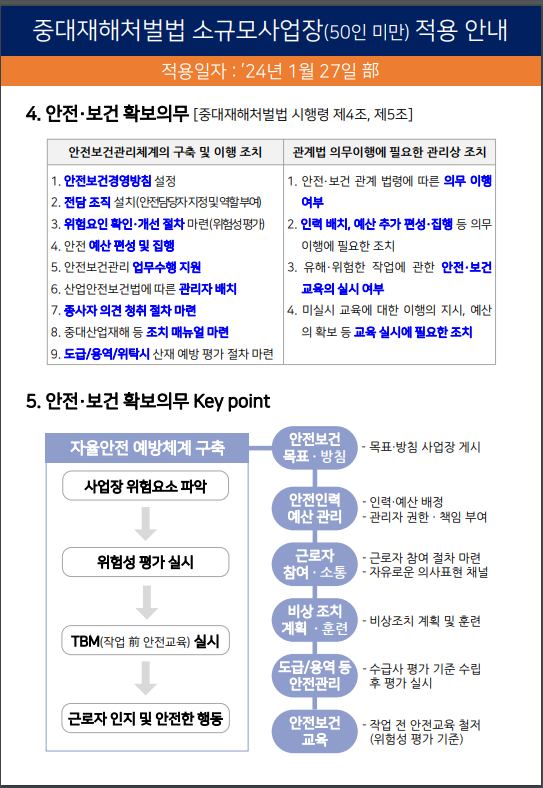 중대재해처벌법 소규모사업장(50인 미만) 적용 안내
적용일자 : '24년 1월 27일 部
4. 안전·보건 확보의무 [중대재해처벌법 시행령 제4조, 제5조]
안전보건관리체계의 구축 및 이행 조치
1. 안전보건경영방침 설정
2. 전담 조직 설치(안전담당자 지정 및 역할 부여)
3. 위험요인 확인·개선 절차 마련(위험성 평가)
4. 안전 예산 편성 및 집행
5. 안전보건관리 업무수행 지원
6. 산업안전보건법에 따른 관리자 배치
7. 종사자 의견 청취 절차 마련
8. 중대산업재해 등 조치 매뉴얼 마련
9. 도급/용역/위탁시 산재 예방 평가 절차 마련
관계법 의무이행에 필요한 관리상 조치
1. 안전·보건 관계 법령에 따른 의무 이행
여부
2. 인력 배치, 예산 추가 편성·집행 등 의무
이행에 필요한 조치
3. 유해·위험한 작업에 관한 안전·보건
교육의 실시 여부
4. 미실시 교육에 대한 이행의 지시, 예산
의 확보 등 교육 실시에 필요한 조치
5. 안전·보건 확보의무 Key point
자율안전 예방체계 구축
사업장 위험요소 파악
위험성 평가 실시
TBM(작업 前 안전교육) 실시
근로자 인지 및 안전한 행동
안전보건
목표 · 방침
- 목표·방침 사업장 게시
안전인력
예산 관리
- 인력·예산 배정
- 관리자 권한 · 책임 부여
근로자
참여 · 소통
- 근로자 참여 절차 마련
- 자유로운 의사표현 채널
비상 조치
계획 · 훈련
- 비상조치 계획 및 훈련
도급/용역 등
안전관리
- 수급사 평가 기준 수립
후 평가 실시
안전보건
교육
- 작업 전 안전교육 철저
(위험성 평가 기준)